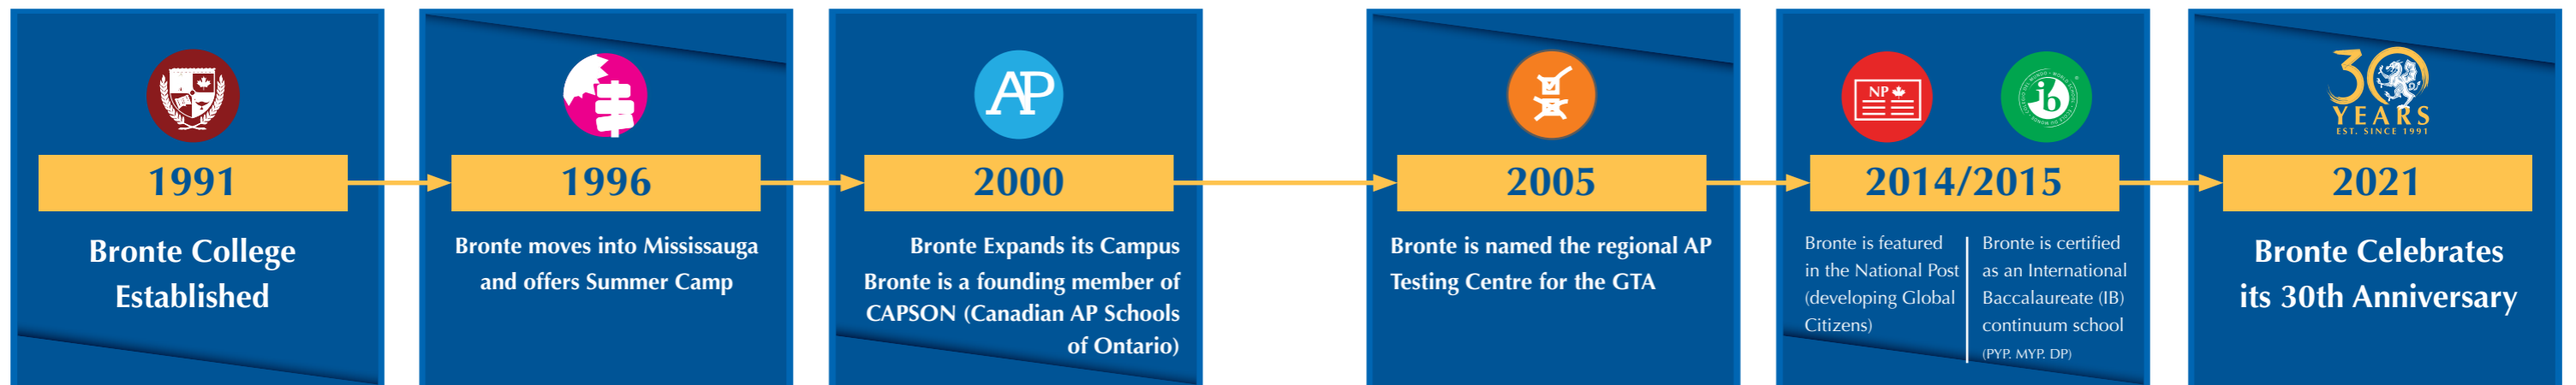 1991
Bronte College
Established
1996
Bronte moves into Mississauga
and offers Summer Camp
AP
2000
Bronte Expands its Campus
Bronte is a founding member of
CAPSON (Canadian AP Schools
of Ontario)
2005
Bronte is named the regional AP
Testing Centre for the GTA
NP
ib
2014/2015
Bronte is featured
in the National Post
(developing Global
Citizens)
Bronte is certified
as an International
Baccalaureate (IB)
continuum school
(PYP. MYP. DP)
30
YEARS
EST. SINCE 1991
2021
Bronte Celebrates
its 30th Anniversary